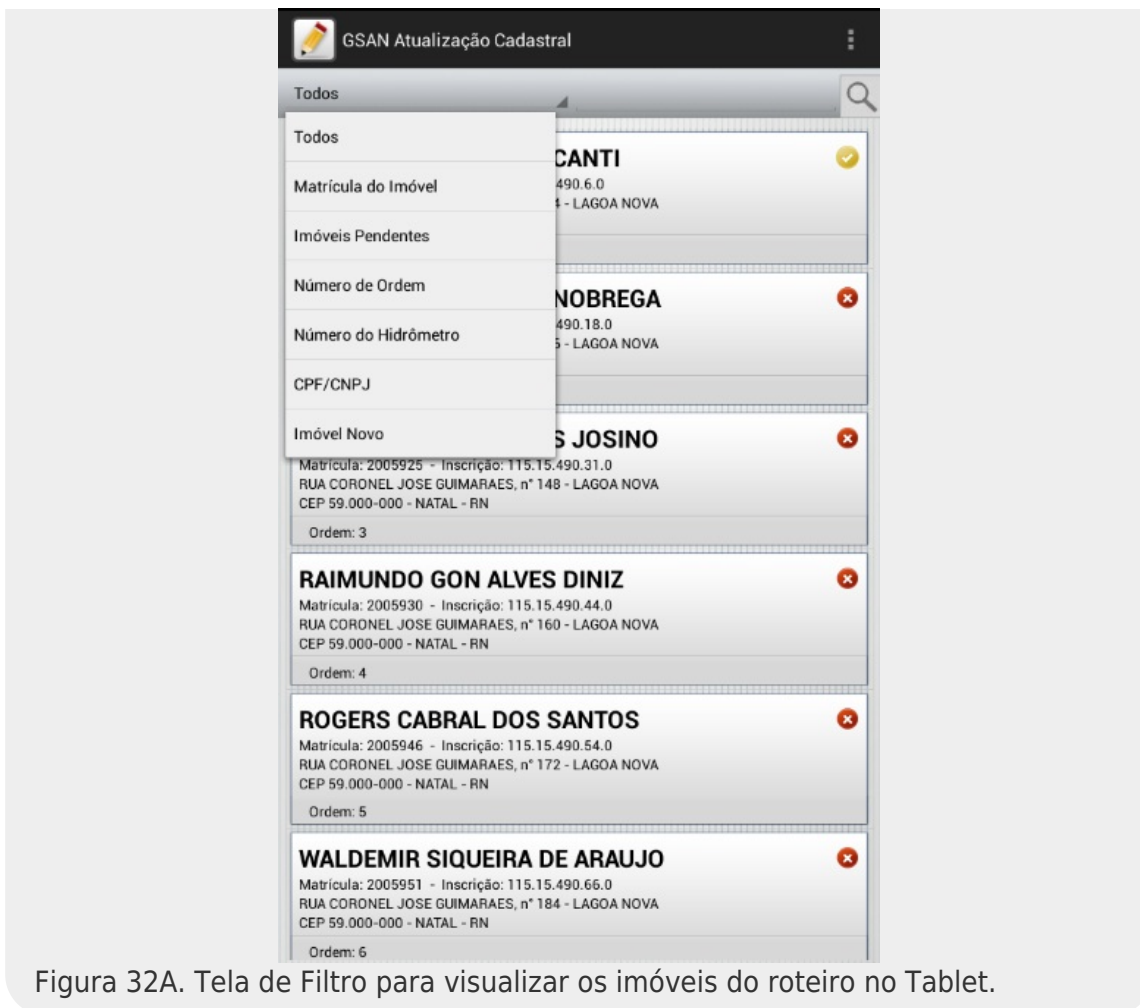 GSAN Atualização Cadastral
Todos
Todos
Matrícula do Imóvel
Imóveis Pendentes
Número de Ordem
Número do Hidrômetro
CPF/CNPJ
Imóvel Novo
CANTI
490.6.0
- LAGOA NOVA
NOBREGA
490.18.0
- LAGOA NOVA
S JOSINO
Matrícula: 2005925 - Inscrição: 115.15.490.31.0
RUA CORONEL JOSE GUIMARAES, n° 148 - LAGOA NOVA
CEP 59.000-000 - NATAL - RN
Ordem: 3
RAIMUNDO GON ALVES DINIZ
Matrícula: 2005930 - Inscrição: 115.15.490.44.0
RUA CORONEL JOSE GUIMARAES, n° 160 - LAGOA NOVA
CEP 59.000-000 - NATAL - RN
Ordem: 4
ROGERS CABRAL DOS SANTOS
Matrícula: 2005946 - Inscrição: 115.15.490.54.0
RUA CORONEL JOSE GUIMARAES, n° 172 - LAGOA NOVA
CEP 59.000-000 - NATAL - RN
Ordem: 5
WALDEMIR SIQUEIRA DE ARAUJO
Matrícula: 2005951 - Inscrição: 115.15.490.66.0
RUA CORONEL JOSE GUIMARAES, n° 184 - LAGOA NOVA
CEP 59.000-000 - NATAL - RN
Ordem: 6
Figura 32A. Tela de Filtro para visualizar os imóveis do roteiro no Tablet.